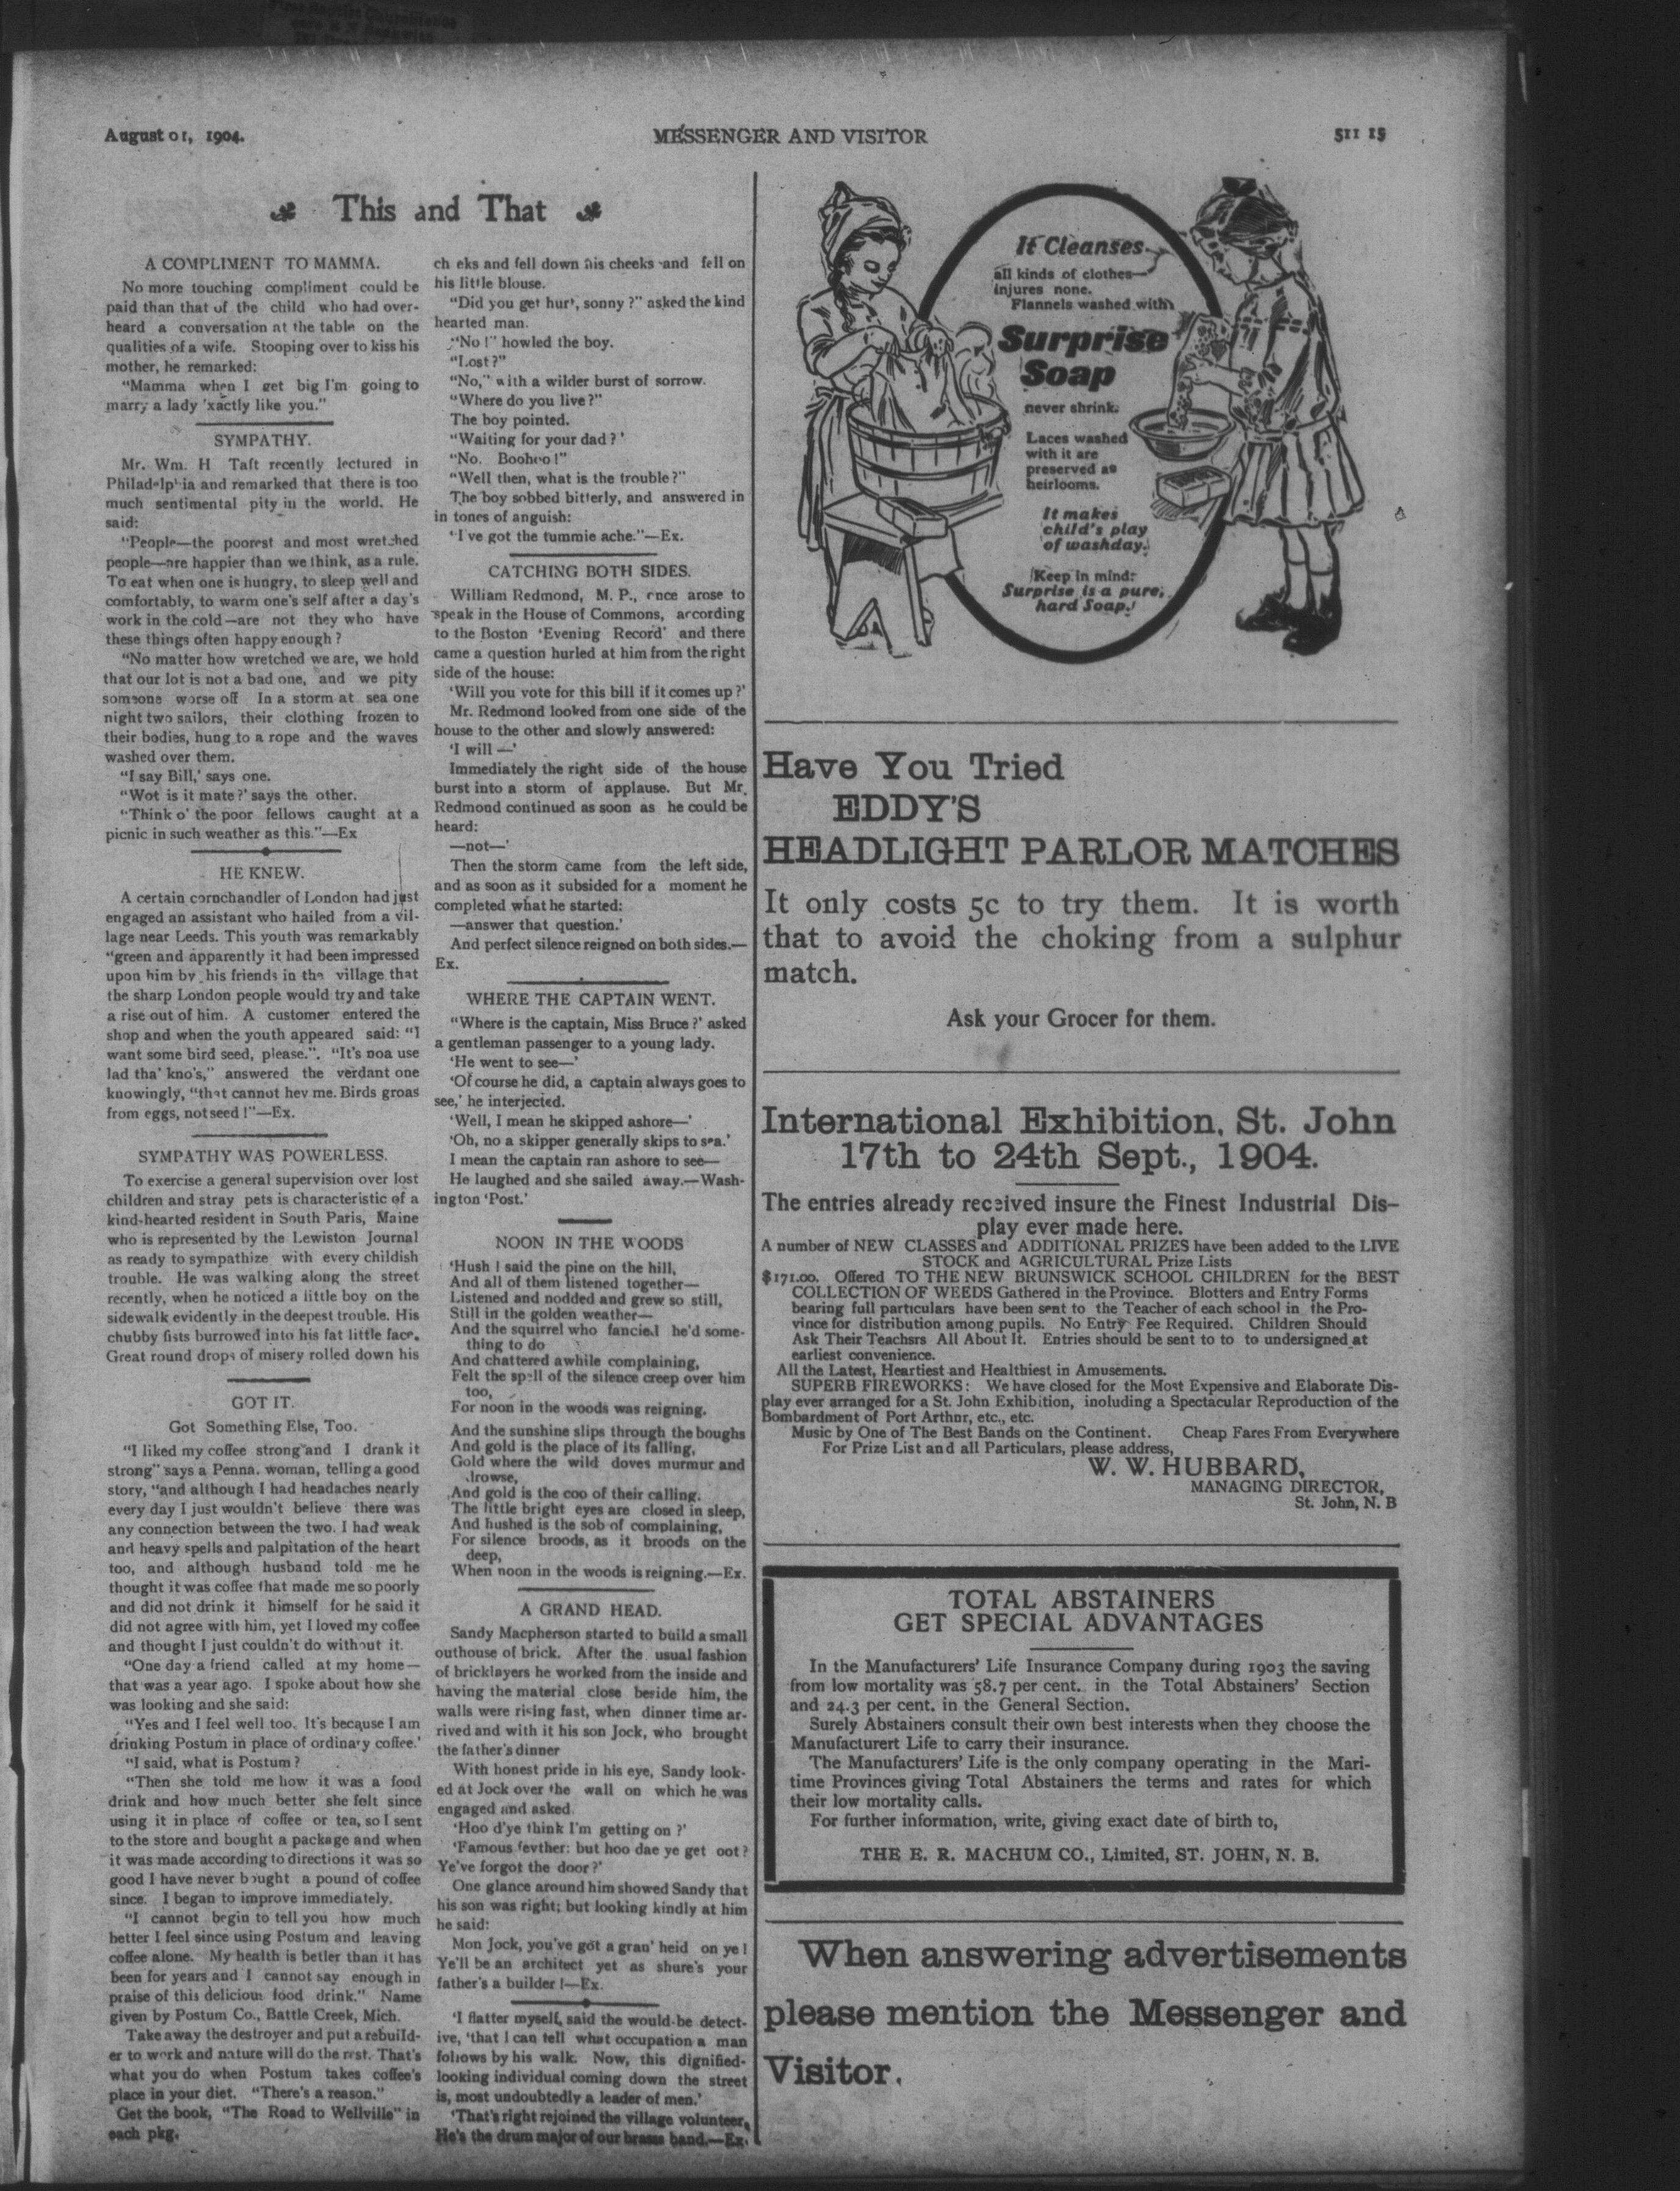 August 01, 1904.
MESSENGER AND VISITOR
511 15
This and That
A COMPLIMENT TO MAMMA.
No more touching compliment could be
paid than that of the child who had over-
heard a conversation at the table on the
qualities of a wife. Stooping over to kiss his
mother, he remarked:
"Mamma when I get big I'm going to
marry a lady 'xactly like you."
SYMPATHY.
Mr. Wm. H Taft recently lectured in
Philadelphia and remarked that there is too
much sentimental pity in the world. He
said:
"People—the poorest and most wretched
people—are happier than we think, as a rule.
To eat when one is hungry, to sleep well and
comfortably, to warm one's self after a day's
work in the cold—are not they who have
these things often happy enough?
"No matter how wretched we are, we hold
that our lot is not a bad one, and we pity
someone worse off In a storm at sea one
night two sailors, their clothing frozen to
their bodies, hung to a rope and the waves
washed over them.
"I say Bill,' says one.
"Wot is it mate?' says the other.
"Think o' the poor fellows caught at a
picnic in such weather as this."—Ex
HE KNEW.
A certain cornchandler of London had just
engaged an assistant who hailed from a vil-
lage near Leeds. This youth was remarkably
"green and apparently it had been impressed
upon him by his friends in the village that
the sharp London people would try and take
a rise out of him. A customer entered the
shop and when the youth appeared said: "I
want some bird seed, please.". "It's noa use
lad tha' kno's," answered the verdant one
knowingly, "that cannot hev me. Birds groas
from eggs, not seed!"—Ex.
SYMPATHY WAS POWERLESS.
To exercise a general supervision over lost
children and stray pets is characteristic of a
kind-hearted resident in South Paris, Maine
who is represented by the Lewiston Journal
as ready to sympathize with every childish
trouble. He was walking along the street
recently, when he noticed a little boy on the
sidewalk evidently in the deepest trouble. His
chubby fists burrowed into his fat little face.
Great round drops of misery rolled down his
GOT IT.
Got Something Else, Too.
"I liked my coffee strong and I drank it
strong" says a Penna. woman, telling a good
story, "and although I had headaches nearly
every day I just wouldn't believe there was
any connection between the two. I had weak
and heavy spells and palpitation of the heart
too, and although husband told me he
thought it was coffee that made me so poorly
and did not drink it himself for he said it
did not agree with him, yet I loved my coffee
and thought I just couldn't do without it.
"One day a friend called at my home—
that was a year ago. I spoke about how she
was looking and she said:
"Yes and I feel well too. It's because I am
drinking Postum in place of ordinary coffee.'
"I said, what is Postum?
"Then she told me how it was a food
drink and how much better she felt since
using it in place of coffee or tea, so I sent
to the store and bought a package and when
it was made according to directions it was so
good I have never bought a pound of coffee
since. I began to improve immediately.
"I cannot begin to tell you how much
better I feel since using Postum and leaving
coffee alone. My health is better than it has
been for years and I cannot say enough in
praise of this delicious food drink." Name
given by Postum Co., Battle Creek, Mich.
Take away the destroyer and put a rebuild-
er to work and nature will do the rest. That's
what you do when Postum takes coffee's
place in your diet. "There's a reason."
Get the book, "The Road to Wellville" in
each pkg.
ch eks and fell down his cheeks and fell on
his little blouse.
"Did you get hurt, sonny?" asked the kind
hearted man.
"No!" howled the boy.
"Lost?"
"No," with a wilder burst of sorrow.
"Where do you live?"
The boy pointed.
"Waiting for your dad?'
"No. Boohoo!"
"Well then, what is the trouble?"
The boy sobbed bitterly, and answered in
in tones of anguish:
"I've got the tummie ache."—Ex.
CATCHING BOTH SIDES.
William Redmond, M. P., once arose to
speak in the House of Commons, according
to the Boston 'Evening Record' and there
came a question hurled at him from the right
side of the house:
'Will you vote for this bill if it comes up?'
Mr. Redmond looked from one side of the
house to the other and slowly answered:
'I will—'
Immediately the right side of the house
burst into a storm of applause. But Mr.
Redmond continued as soon as he could be
heard:
—not—'
Then the storm came from the left side,
and as soon as it subsided for a moment he
completed what he started:
—answer that question.'
And perfect silence reigned on both sides.—
Ex.
WHERE THE CAPTAIN WENT.
"Where is the captain, Miss Bruce?' asked
a gentleman passenger to a young lady.
'He went to see—'
'Of course he did, a captain always goes to
see,' he interjected.
'Well, I mean he skipped ashore—'
'Oh, no a skipper generally skips to sea.'
I mean the captain ran ashore to see—
He laughed and she sailed away.—Wash-
ington 'Post.'
NOON IN THE WOODS
'Hush! said the pine on the hill,
And all of them listened together—
Listened and nodded and grew so still,
Still in the golden weather—
And the squirrel who fancied he'd some-
thing to do
And chattered awhile complaining,
Felt the spell of the silence creep over him
too,
For noon in the woods was reigning.
And the sunshine slips through the boughs
And gold is the place of its falling,
Gold where the wild doves murmur and
drowse,
And gold is the coo of their calling.
The little bright eyes are closed in sleep,
And hushed is the sob of complaining,
For silence broods, as it broods on the
deep,
When noon in the woods is reigning.—Ex.
A GRAND HEAD.
Sandy Macpherson started to build a small
outhouse of brick. After the usual fashion
of bricklayers he worked from the inside and
having the material close beside him, the
walls were rising fast, when dinner time ar-
rived and with it his son Jock, who brought
the father's dinner
With honest pride in his eye, Sandy look-
ed at Jock over the wall on which he was
engaged and asked
'Hoo d'ye think I'm getting on?'
'Famous fevther: but hoo dae ye get oot?
Ye've forgot the door?'
One glance around him showed Sandy that
his son was right; but looking kindly at him
he said:
Mon Jock, you've got a gran' heid on ye!
Ye'll be an architect yet as shure's your
father's a builder!—Ex.
'I flatter myself, said the would-be detect-
ive, 'that I can tell what occupation a man
follows by his walk. Now, this dignified-
looking individual coming down the street
is, most undoubtedly a leader of men.'
'That's right rejoined the village volunteer,
He's the drum major of our brass band.—Ex.
It Cleanses
all kinds of clothes—
injures none.
Flannels washed with
Surprise
Soap
never shrink.
Laces washed
with it are
preserved as
heirlooms.
It makes
child's play
of washday.
Keep in mind:
Surprise is a pure,
hard Soap.
Have You Tried
EDDY'S
HEADLIGHT PARLOR MATCHES
It only costs 5c to try them. It is worth
that to avoid the choking from a sulphur
match.
Ask your Grocer for them.
International Exhibition, St. John
17th to 24th Sept., 1904.
The entries already received insure the Finest Industrial Dis-
play ever made here.
A number of NEW CLASSES and ADDITIONAL PRIZES have been added to the LIVE
STOCK and AGRICULTURAL Prize Lists
$171.00. Offered TO THE NEW BRUNSWICK SCHOOL CHILDREN for the BEST
COLLECTION OF WEEDS Gathered in the Province. Blotters and Entry Forms
bearing full particulars have been sent to the Teacher of each school in the Pro-
vince for distribution among pupils. No Entry Fee Required. Children Should
Ask Their Teachsrs All About It. Entries should be sent to to undersigned at
earliest convenience.
All the Latest, Heartiest and Healthiest in Amusements.
SUPERB FIREWORKS: We have closed for the Most Expensive and Elaborate Dis-
play ever arranged for a St. John Exhibition, inoluding a Spectacular Reproduction of the
Bombardment of Port Arthur, etc., etc.
Music by One of The Best Bands on the Continent. Cheap Fares From Everywhere
For Prize List and all Particulars, please address,
W. W. HUBBARD,
MANAGING DIRECTOR,
St. John, N. B
TOTAL ABSTAINERS
GET SPECIAL ADVANTAGES
In the Manufacturers' Life Insurance Company during 1903 the saving
from low mortality was 58.7 per cent. in the Total Abstainers' Section
and 24.3 per cent. in the General Section.
Surely Abstainers consult their own best interests when they choose the
Manufacturert Life to carry their insurance.
The Manufacturers' Life is the only company operating in the Mari-
time Provinces giving Total Abstainers the terms and rates for which
their low mortality calls.
For further information, write, giving exact date of birth to,
THE E. R. MACHUM CO., Limited, ST. JOHN, N. B.
When answering advertisements
please mention the Messenger and
Visitor.